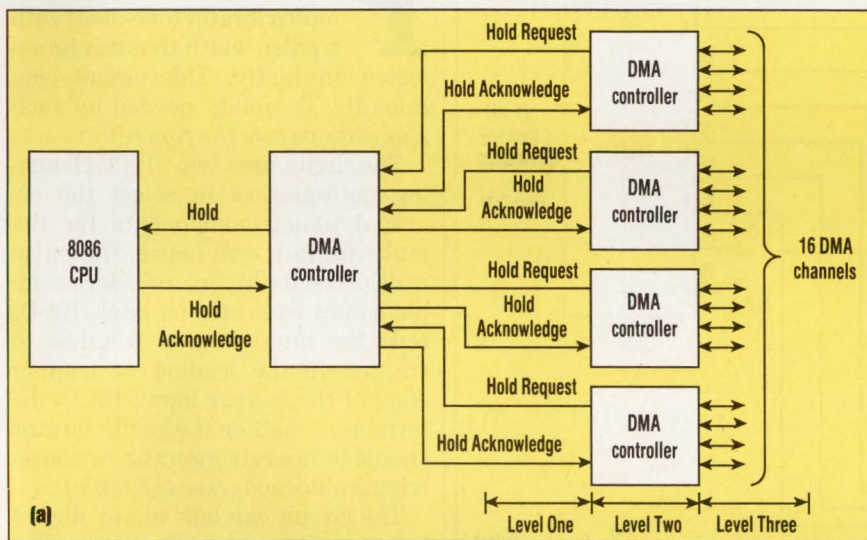 8086
CPU
Hold
Hold
Acknowledge
DMA
controller
Hold Request
Hold Acknowledge
DMA
controller
Hold Request
Hold
Acknowledge
DMA
controller
Hold Request
Hold
Acknowledge
DMA
controller
Hold Request
Hold Acknowledge
DMA
controller
16 DMA
channels
Level One
Level Two
Level Three
(a)